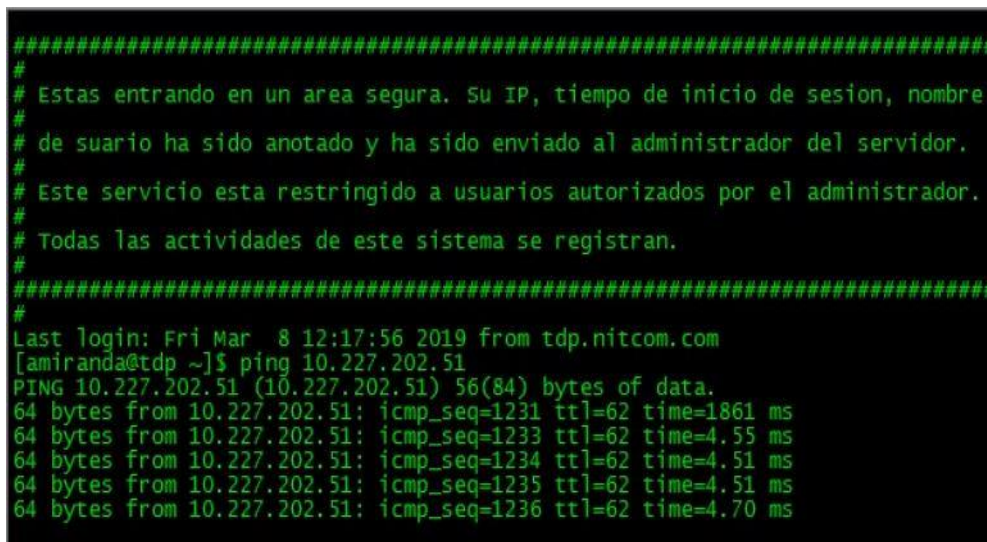 ################################################################################
#
# Estas entrando en un area segura. Su IP, tiempo de inicio de sesion, nombre
#
# de suario ha sido anotado y ha sido enviado al administrador del servidor.
#
# Este servicio esta restringido a usuarios autorizados por el administrador.
#
# Todas las actividades de este sistema se registran.
#
################################################################################
#
Last login: Fri Mar  8 12:17:56 2019 from tdp.nitcom.com
[amiranda@tdp ~]$ ping 10.227.202.51
PING 10.227.202.51 (10.227.202.51) 56(84) bytes of data.
64 bytes from 10.227.202.51: icmp_seq=1231 ttl=62 time=1861 ms
64 bytes from 10.227.202.51: icmp_seq=1233 ttl=62 time=4.55 ms
64 bytes from 10.227.202.51: icmp_seq=1234 ttl=62 time=4.51 ms
64 bytes from 10.227.202.51: icmp_seq=1235 ttl=62 time=4.51 ms
64 bytes from 10.227.202.51: icmp_seq=1236 ttl=62 time=4.70 ms